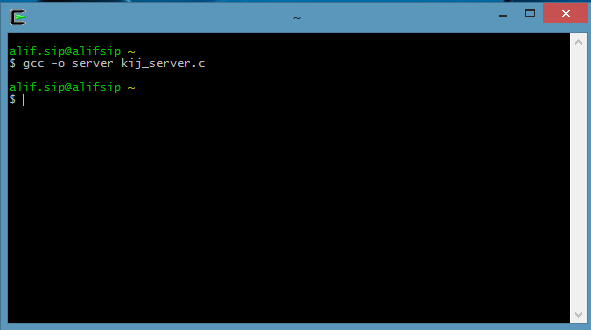 ~
alif.sip@alifsip ~
$ gcc -o server kij_server.c
alif.sip@alifsip ~
$